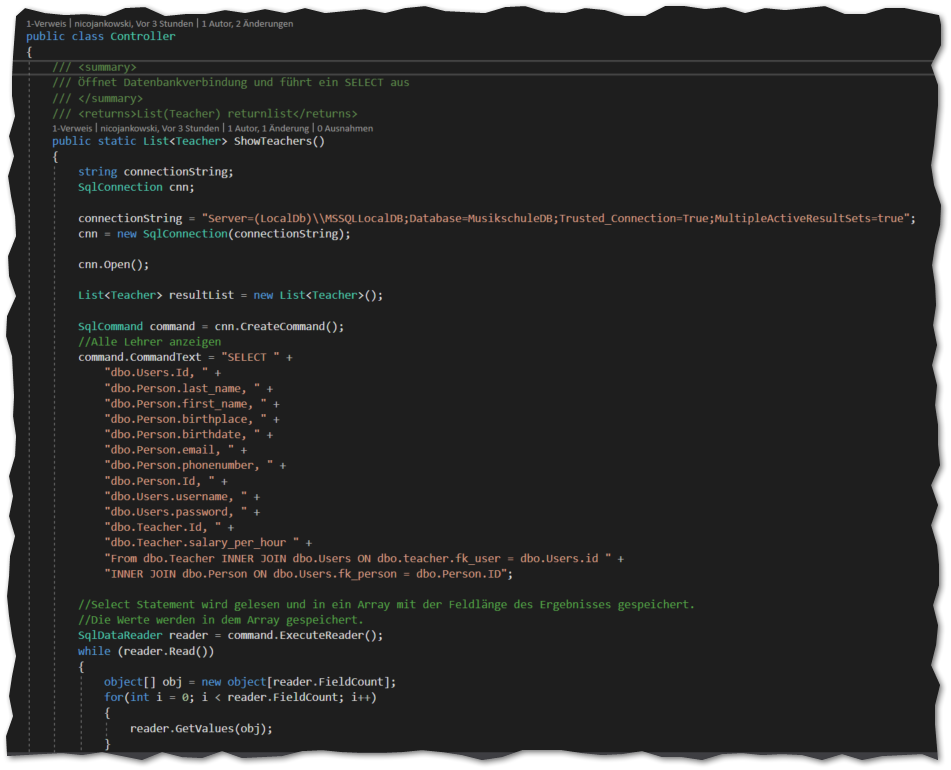 1-Verweis | nicojankowski, Vor 3 Stunden | 1 Autor, 2 Änderungen
public class Controller
{
/// <summary>
/// Öffnet Datenbankverbindung und führt ein SELECT aus
/// </summary>
/// <returns>List(Teacher) returnlist</returns>
1-Verweis | nicojankowski, Vor 3 Stunden | 1 Autor, 1 Änderung | 0 Ausnahmen
public static List<Teacher> ShowTeachers()
{
string connectionString;
SqlConnection cnn;
connectionString = "Server=(LocalDb)\\MSSQLLocalDB;Database=MusikschuleDB;Trusted_Connection=True;MultipleActiveResultSets=true";
cnn = new SqlConnection(connectionString);
cnn.Open();
List<Teacher> resultList = new List<Teacher>();
SqlCommand command = cnn.CreateCommand();
//Alle Lehrer anzeigen
command.CommandText = "SELECT " +
"dbo.Users.Id, " +
"dbo.Person.last_name, " +
"dbo.Person.first_name, " +
"dbo.Person.birthplace, " +
"dbo.Person.birthdate, " +
"dbo.Person.email, " +
"dbo.Person.phonenumber, " +
"dbo.Person.Id, " +
"dbo.Users.username, " +
"dbo.Users.password, " +
"dbo.Teacher.Id, " +
"dbo.Teacher.salary_per_hour " +
"From dbo.Teacher INNER JOIN dbo.Users ON dbo.teacher.fk_user = dbo.Users.id " +
"INNER JOIN dbo.Person ON dbo.Users.fk_person = dbo.Person.ID";
//Select Statement wird gelesen und in ein Array mit der Feldlänge des Ergebnisses gespeichert.
//Die Werte werden in dem Array gespeichert.
SqlDataReader reader = command.ExecuteReader();
while (reader.Read())
{
object[] obj = new object[reader.FieldCount];
for(int i = 0; i < reader.FieldCount; i++)
{
reader.GetValues(obj);
}